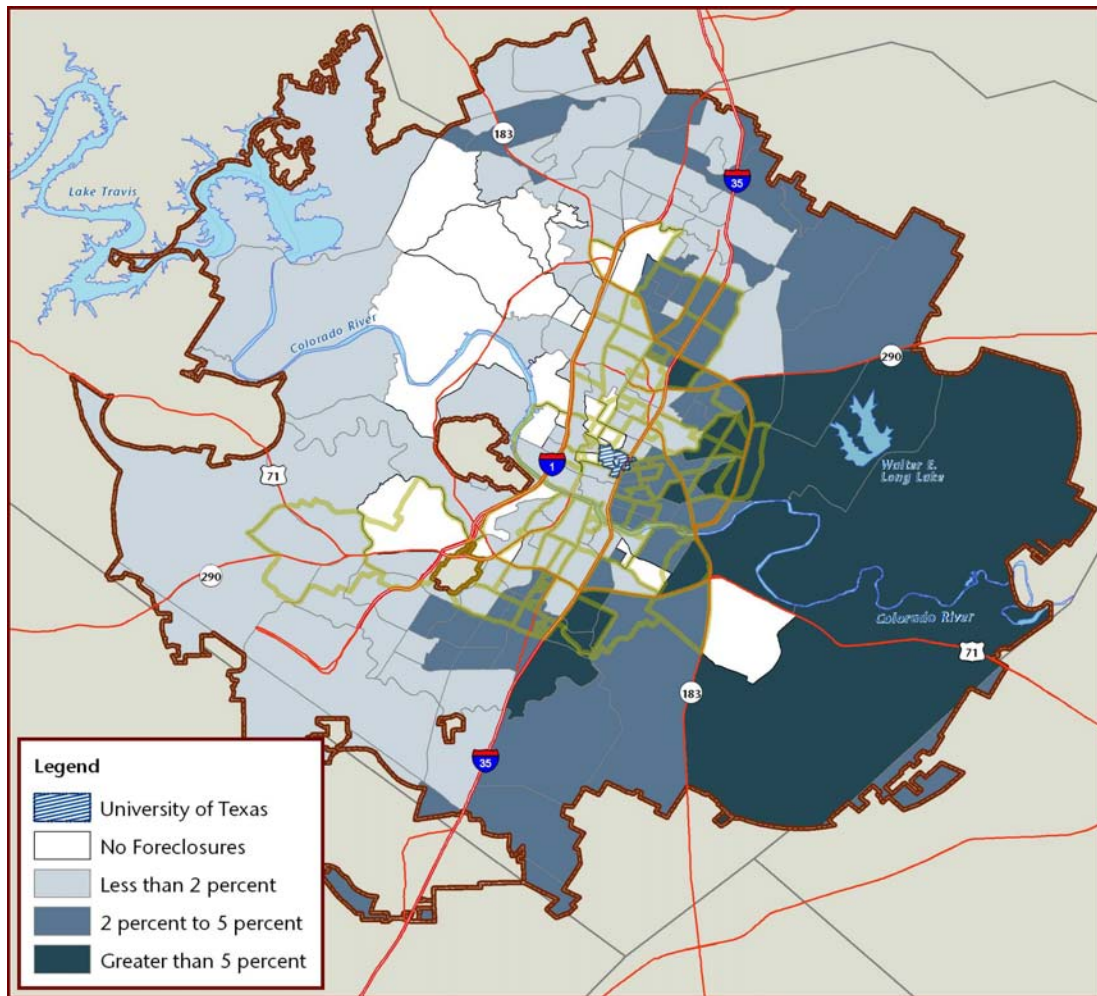 183
35
Lake Travis
Colorado River
290
71
1
Walter E.
Long Lake
290
Colorado River
71
183
35
Legend
University of Texas
No Foreclosures
Less than 2 percent
2 percent to 5 percent
Greater than 5 percent